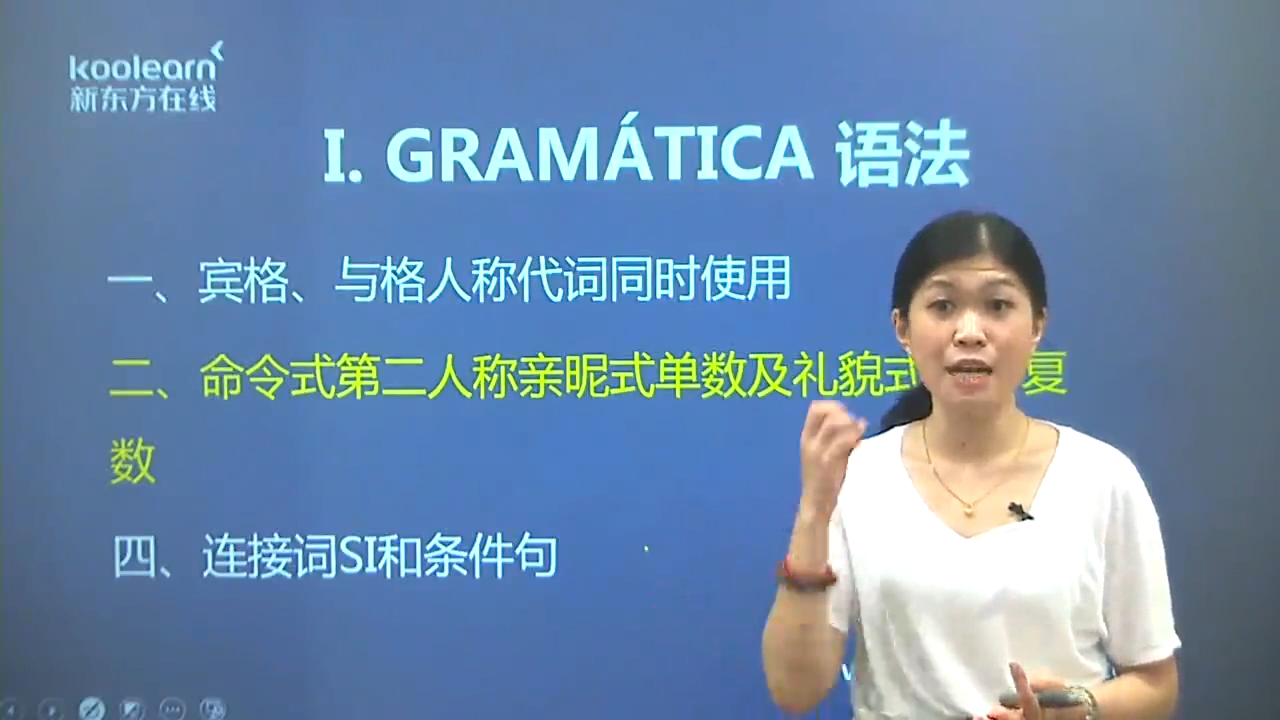 koolearn
新东方在线
I. GRAMÁTICA 语法
一、宾格、与格人称代词同时使用
二、命令式第二人称亲昵式单数及礼貌式 复
数
四、连接词SI和条件句